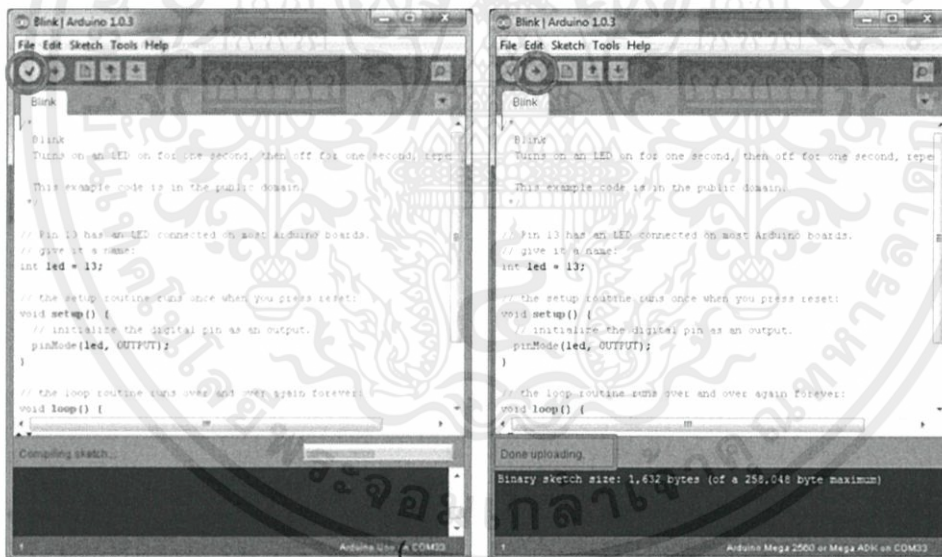 Blink | Arduino 1.0.3
File Edit Sketch Tools Help
Blink
/*
Blink
Turns on an LED on for one second, then off for one second, repe
This example code is in the public domain.
*/
// Pin 13 has an LED connected on most Arduino boards.
// give it a name:
int led = 13;
// the setup routine runs once when you press reset:
void setup() {
// initialize the digital pin as an output.
pinMode(led, OUTPUT);
}
// the loop routine runs over and over again forever:
void loop() {
Compiling sketch...
1
Arduino Uno on COM33
Blink | Arduino 1.0.3
File Edit Sketch Tools Help
Blink
/*
Blink
Turns on an LED on for one second, then off for one second, repe
This example code is in the public domain.
*/
// Pin 13 has an LED connected on most Arduino boards.
// give it a name:
int led = 13;
// the setup routine runs once when you press reset:
void setup() {
// initialize the digital pin as an output.
pinMode(led, OUTPUT);
}
// the loop routine runs over and over again forever:
void loop() {
Done uploading.
Binary sketch size: 1,632 bytes (of a 258,048 byte maximum)
1
Arduino Mega 2560 or Mega ADK on COM33